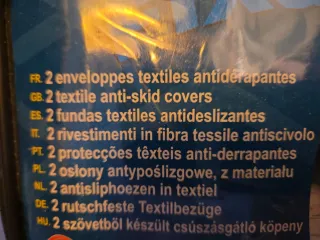 FR: 2 enveloppes textiles antidérapantes
GB: 2 textile anti-skid covers
ES: 2 fundas textiles antideslizantes
IT: 2 rivestimenti in fibra tessile antiscivolo
PT: 2 protecções têxteis anti-derrapantes
PL: 2 osłony antypoślizgowe, z materiału
NL: 2 antisliphoezen in textiel
DE: 2 rutschfeste Textilbezüge
HU: 2 szövetből készült csúszásgátló köpeny